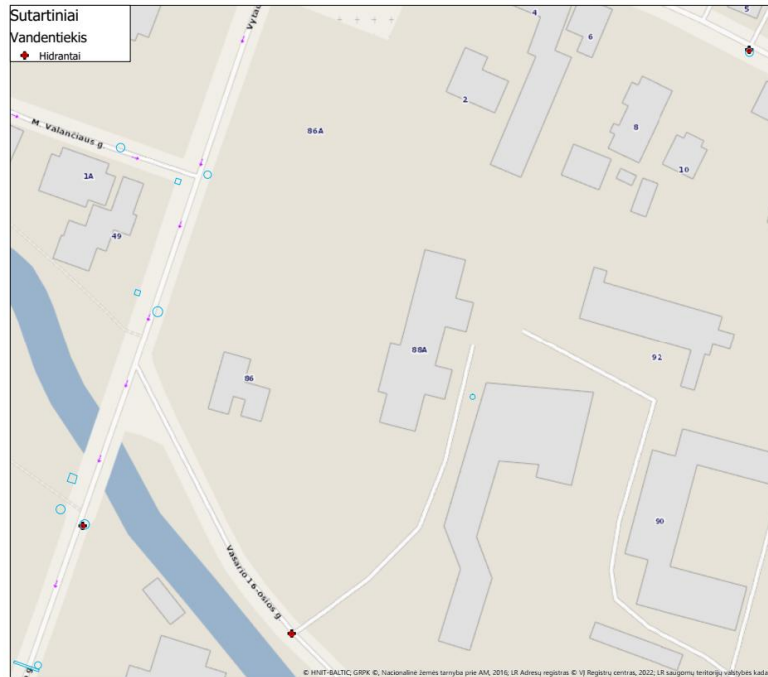 Sutartiniai
Vandentiekis
Hidrantai
4
5
6
Vytau
2
86A
8
M. Valančiaus g.
10
1A
49
88A
92
86
90
Vasario 16-osios g.
g
© HNIT-BALTIC; GRPK ©, Nacionalinė žemės tarnyba prie AM, 2016; LR Adresų registras © VĮ Registrų centras, 2022; LR saugomų teritorijų valstybės kada